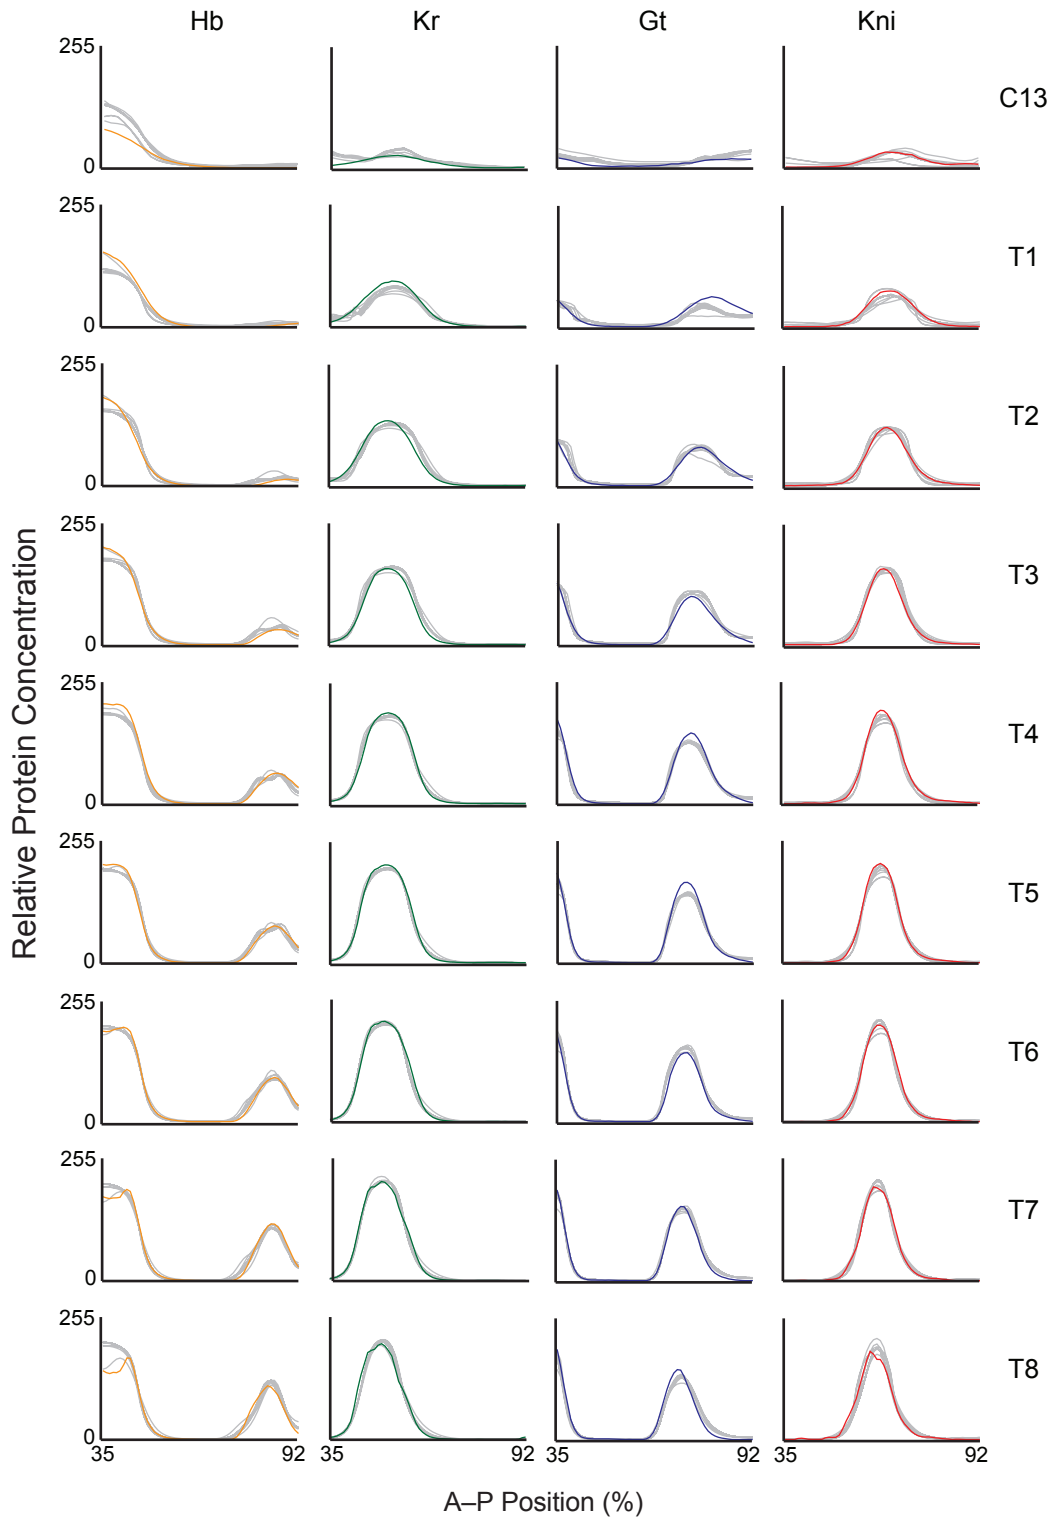 Hb Kr Gt Kni
255
0
C13
255
0
T1
255
0
T2
255
0
T3
255
0
T4
255
0
T5
255
0
T6
255
0
T7
255
0
T8
35 92 35 92 35 92 35 92
A–P Position (%)
Relative Protein Concentration